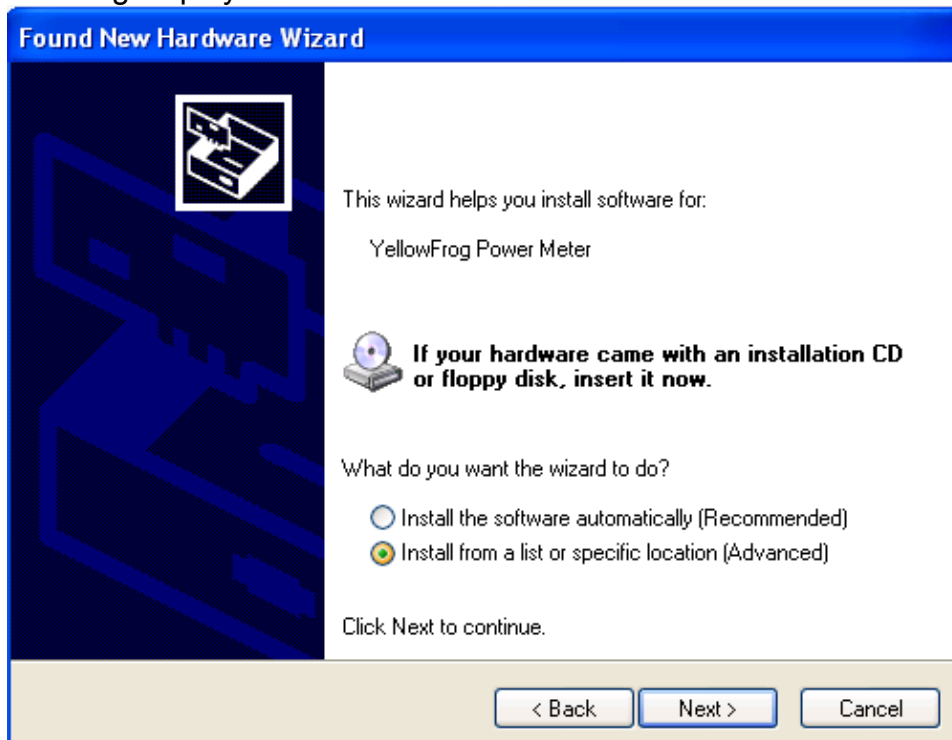 Found New Hardware Wizard
This wizard helps you install software for:
YellowFrog Power Meter
If your hardware came with an installation CD
or floppy disk, insert it now.
What do you want the wizard to do?
Install the software automatically (Recommended)
Install from a list or specific location (Advanced)
Click Next to continue.
< Back
Next >
Cancel